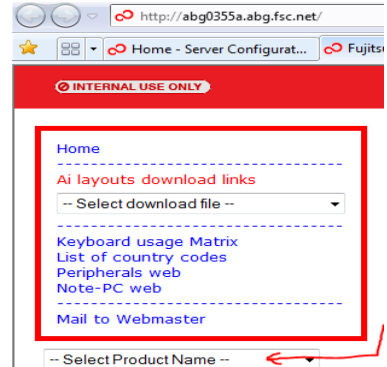 http://abg0355a.abg.fsc.net/
Home - Server Configurat...
Fujitsu
INTERNAL USE ONLY
Home
Ai layouts download links
-- Select download file --
Keyboard usage Matrix
List of country codes
Peripherals web
Note-PC web
Mail to Webmaster
-- Select Product Name --